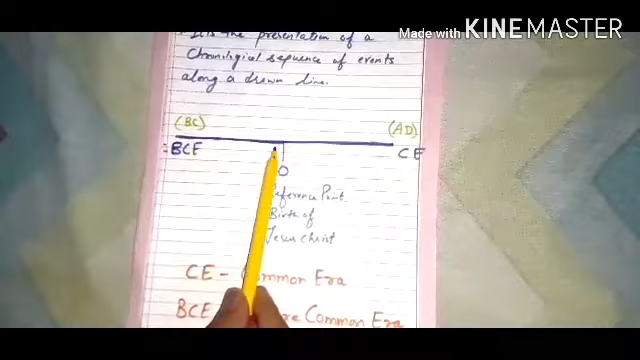 Made with KINEMASTER
It is the presentation of a
Chronological sequence of events
along a drawn line.
(BC) (AD)
BCE CE
0
Reference Point
Birth of
Jesus Christ
CE - Common Era
BCE Common Era